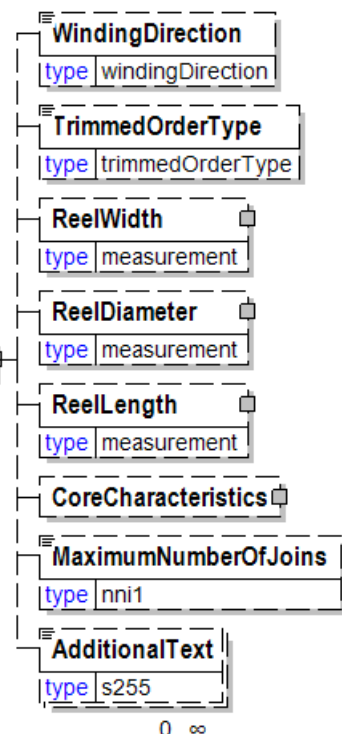 WindingDirection
type windingDirection
TrimmedOrderType
type trimmedOrderType
ReelWidth
type measurement
ReelDiameter
type measurement
ReelLength
type measurement
CoreCharacteristics
MaximumNumberOfJoins
type nni1
AdditionalText
type s255
0 ∞